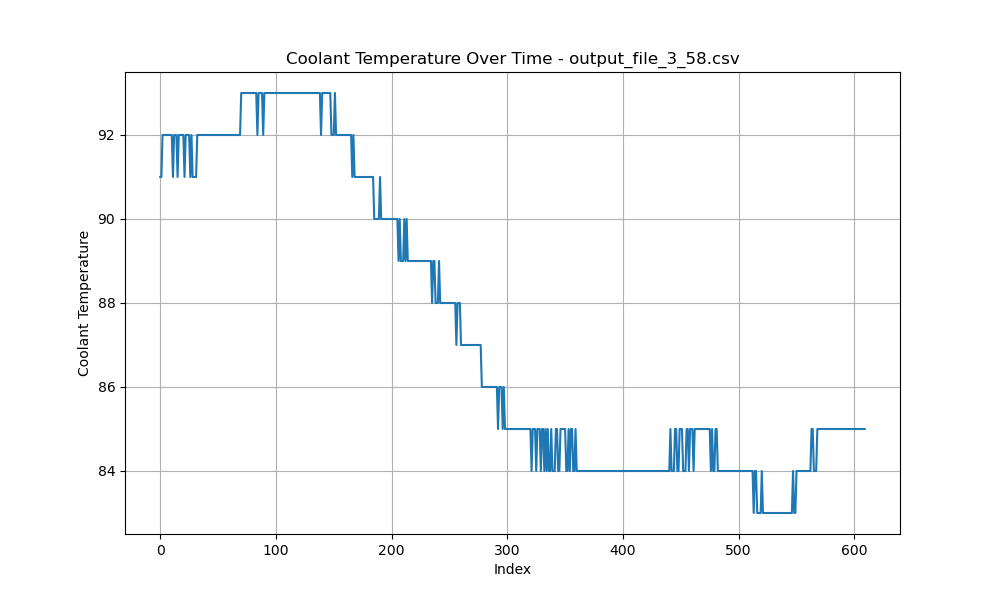 Coolant Temperature Over Time - output_file_3_58.csv
Coolant Temperature
92
90
88
86
84
0 100 200 300 400 500 600
Index